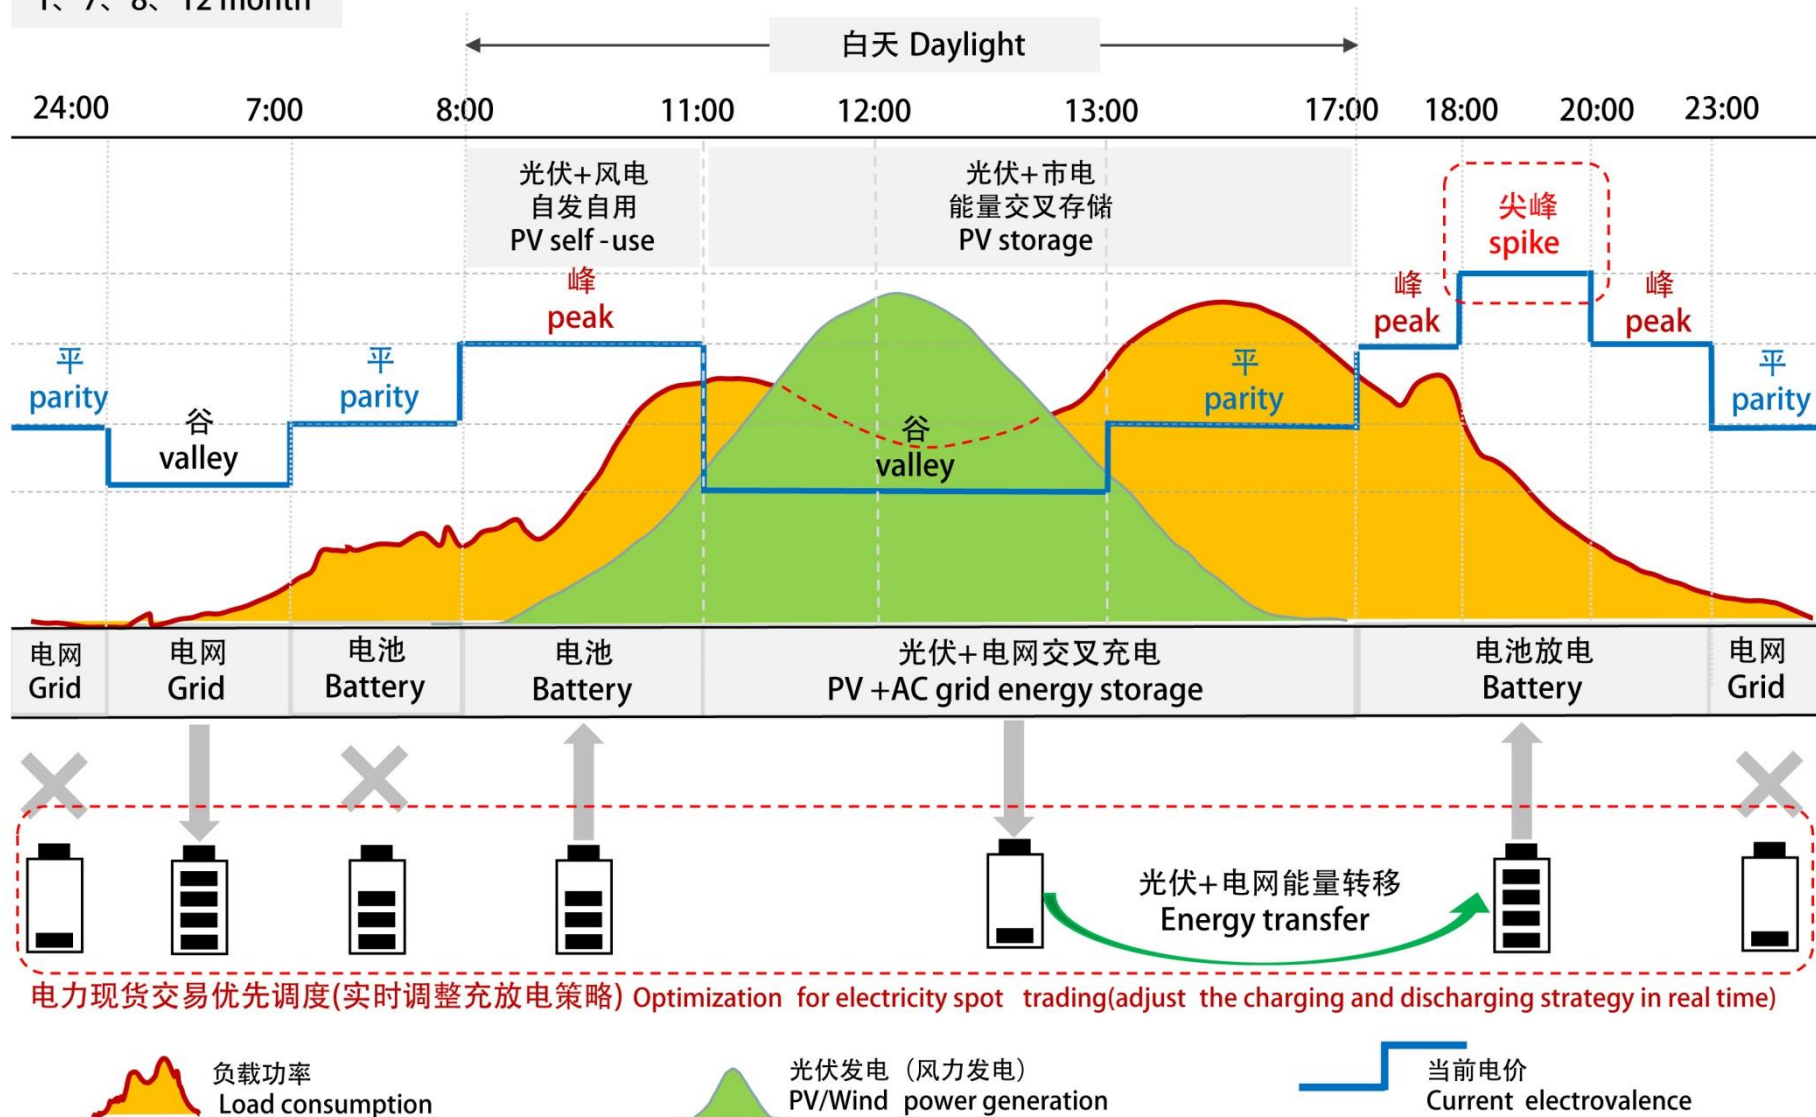 1、7、8、12 month
白天 Daylight
24:00
7:00
8:00
11:00
12:00
13:00
17:00
18:00
20:00
23:00
光伏+风电
自发自用
PV self-use
光伏+市电
能量交叉存储
PV storage
尖峰
spike
峰
peak
峰
peak
峰
peak
平
parity
平
parity
平
parity
平
parity
谷
valley
谷
valley
电网
Grid
电网
Grid
电池
Battery
电池
Battery
光伏+电网交叉充电
PV +AC grid energy storage
电池放电
Battery
电网
Grid
光伏+电网能量转移
Energy transfer
电力现货交易优先调度(实时调整充放电策略) Optimization for electricity spot trading(adjust the charging and discharging strategy in real time)
负载功率
Load consumption
光伏发电（风力发电）
PV/Wind power generation
当前电价
Current electrovalence